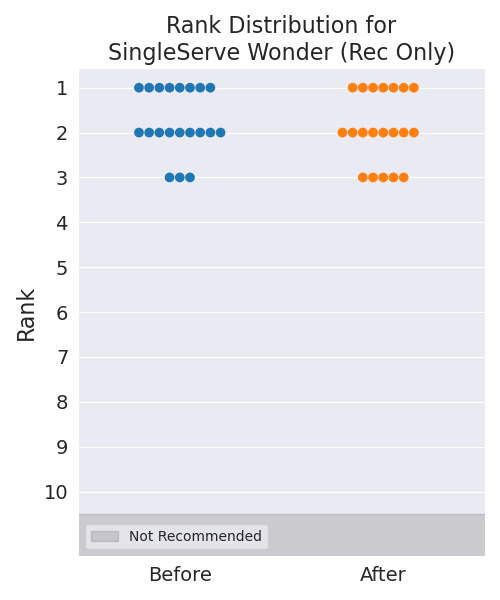 Rank Distribution for
SingleServe Wonder (Rec Only)
Rank
1
2
3
4
5
6
7
8
9
10
Not Recommended
Before After